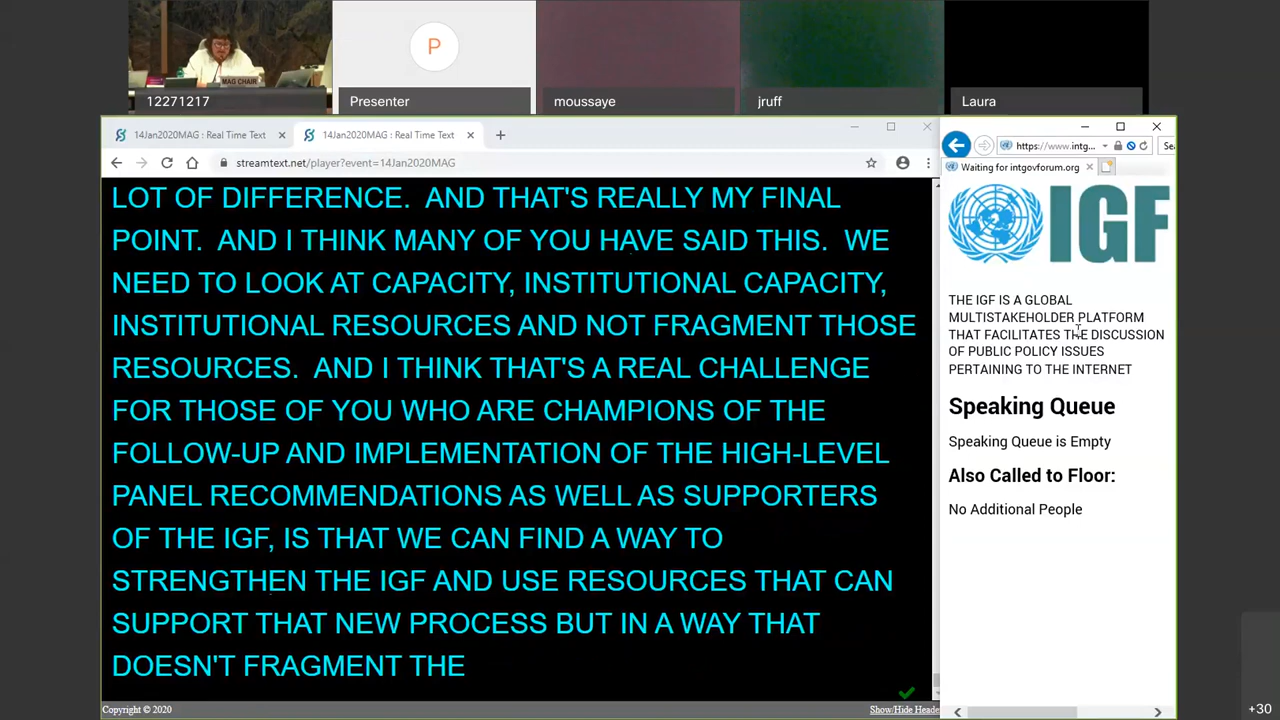 MAG CHAIR
P
12271217
Presenter
moussaye
jruff
Laura
14Jan2020MAG : Real Time Text
14Jan2020MAG : Real Time Text
streamtext.net/player?event=14Jan2020MAG
LOT OF DIFFERENCE.  AND THAT'S REALLY MY FINAL
POINT.  AND I THINK MANY OF YOU HAVE SAID THIS.  WE
NEED TO LOOK AT CAPACITY, INSTITUTIONAL CAPACITY,
INSTITUTIONAL RESOURCES AND NOT FRAGMENT THOSE
RESOURCES.  AND I THINK THAT'S A REAL CHALLENGE
FOR THOSE OF YOU WHO ARE CHAMPIONS OF THE
FOLLOW-UP AND IMPLEMENTATION OF THE HIGH-LEVEL
PANEL RECOMMENDATIONS AS WELL AS SUPPORTERS
OF THE IGF, IS THAT WE CAN FIND A WAY TO
STRENGTHEN THE IGF AND USE RESOURCES THAT CAN
SUPPORT THAT NEW PROCESS BUT IN A WAY THAT
DOESN'T FRAGMENT THE
Copyright © 2020
Show/Hide Heade
https://www.intg...
Sea
Waiting for intgovforum.org
IGF
THE IGF IS A GLOBAL
MULTISTAKEHOLDER PLATFORM
THAT FACILITATES THE DISCUSSION
OF PUBLIC POLICY ISSUES
PERTAINING TO THE INTERNET
Speaking Queue
Speaking Queue is Empty
Also Called to Floor:
No Additional People
+30